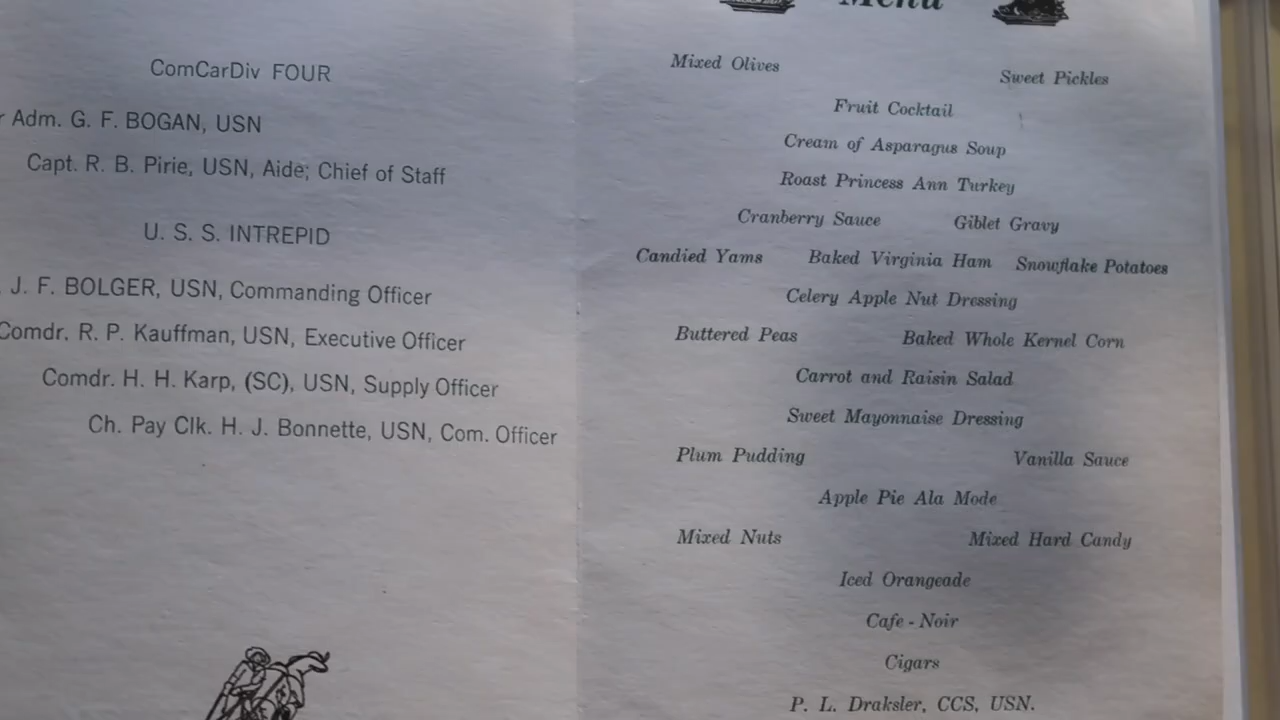 ComCarDiv FOUR
Adm. G. F. BOGAN, USN
Capt. R. B. Pirie, USN, Aide; Chief of Staff
U. S. S. INTREPID
J. F. BOLGER, USN, Commanding Officer
Comdr. R. P. Kauffman, USN, Executive Officer
Comdr. H. H. Karp, (SC), USN, Supply Officer
Ch. Pay Clk. H. J. Bonnette, USN, Com. Officer
Menu
Mixed Olives Sweet Pickles
Fruit Cocktail
Cream of Asparagus Soup
Roast Princess Ann Turkey
Cranberry Sauce Giblet Gravy
Candied Yams Baked Virginia Ham Snowflake Potatoes
Celery Apple Nut Dressing
Buttered Peas Baked Whole Kernel Corn
Carrot and Raisin Salad
Sweet Mayonnaise Dressing
Plum Pudding Vanilla Sauce
Apple Pie Ala Mode
Mixed Nuts Mixed Hard Candy
Iced Orangeade
Cafe - Noir
Cigars
P. L. Draksler, CCS, USN.